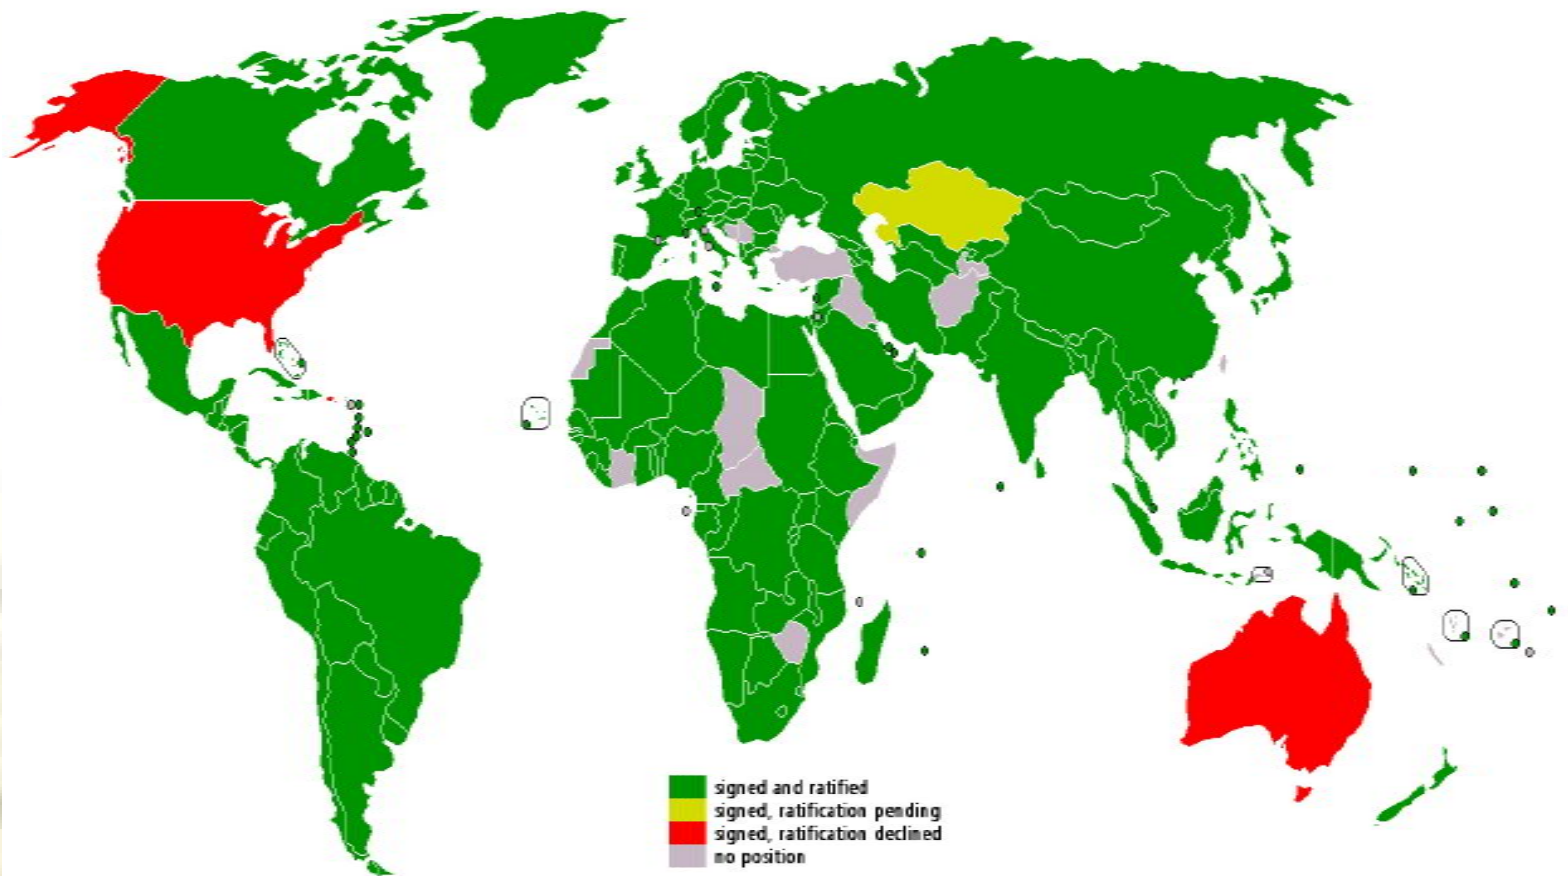 signed and ratified
signed, ratification pending
signed, ratification declined
no position